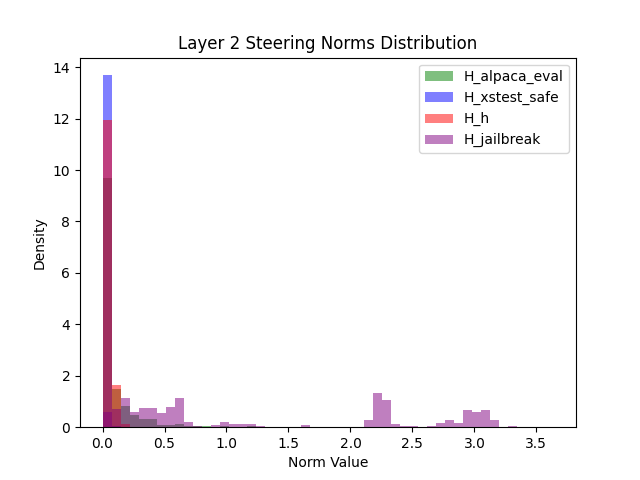 Layer 2 Steering Norms Distribution
H_alpaca_eval
H_xstest_safe
H_h
H_jailbreak
Density
14
12
10
8
6
4
2
0
0.0 0.5 1.0 1.5 2.0 2.5 3.0 3.5
Norm Value